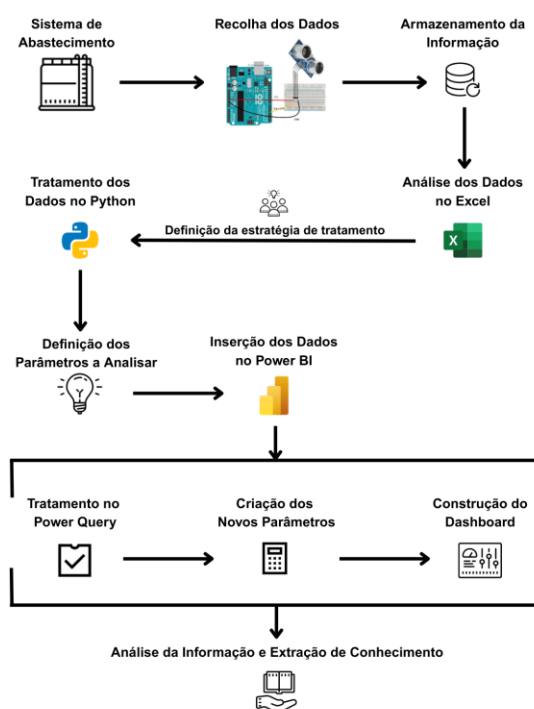 Sistema de
Abastecimento
Recolha dos Dados
Armazenamento da
Informação
Tratamento dos
Dados no Python
Definição da estratégia de tratamento
Análise dos Dados
no Excel
Definição dos
Parâmetros a Analisar
Inserção dos Dados
no Power BI
Tratamento no
Power Query
Criação dos
Novos Parâmetros
Construção do
Dashboard
Análise da Informação e Extração de Conhecimento